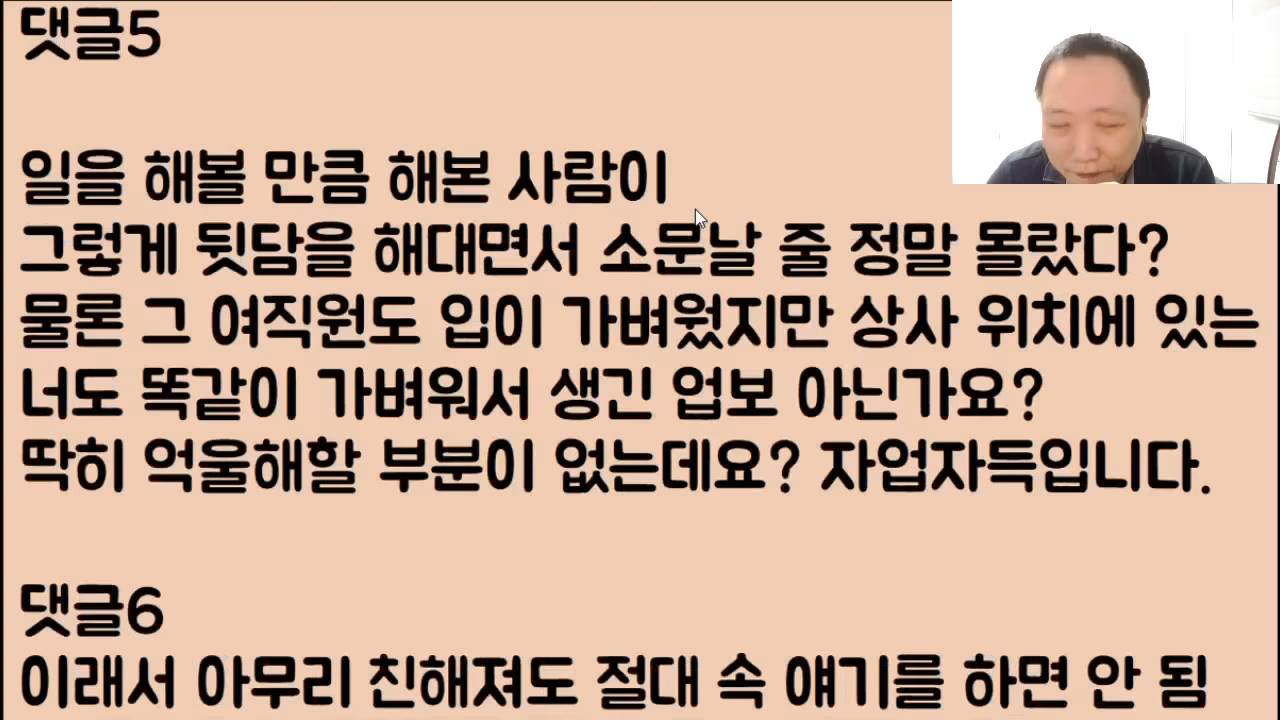 댓글5
일을 해볼 만큼 해본 사람이
그렇게 뒷담을 해대면서 소문날 줄 정말 몰랐다?
물론 그 여직원도 입이 가벼웠지만 상사 위치에 있는
너도 똑같이 가벼워서 생긴 업보 아닌가요?
딱히 억울해할 부분이 없는데요? 자업자득입니다.
댓글6
이래서 아무리 친해져도 절대 속 얘기를 하면 안 됨